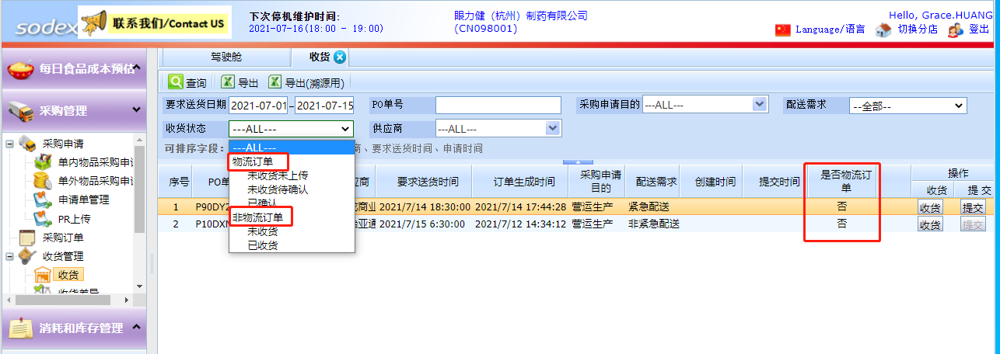 sodex
联系我们/Contact US
下次停机维护时间:
2021-07-16(18:00 - 19:00)
眼力健（杭州）制药有限公司
(CN098001)
Hello, Grace.HUANG
Language/语言 切换分店 登出
每日食品成本预估
采购管理
采购申请
单内物品采购申请
单外物品采购申请
申请单管理
PR上传
采购订单
收货管理
收货
收货差异
消耗和库存管理
驾驶舱 收货
查询 导出 导出(溯源用)
要求送货日期 2021-07-01-2021-07-15 PO单号 采购申请目的 ---ALL--- 配送需求 --全部--
收货状态 ---ALL--- 供应商 ---ALL---
可排序字段： 商、要求送货时间、申请时间
---ALL---
物流订单
未收货未上传
未收货待确认
已确认
非物流订单
未收货
已收货
序号 PO单 应商 要求送货时间 订单生成时间 采购申请目的 配送需求 创建时间 提交时间 是否物流订单 操作
收货 提 交
1 P90DY2 商业 2021/7/14 18:30:00 2021/7/14 17:44:28 营运生产 紧急配送 否 收货 提交
2 P10DXM 亚通 2021/7/15 6:30:00 2021/7/12 14:34:12 营运生产 非紧急配送 否 收货 提交